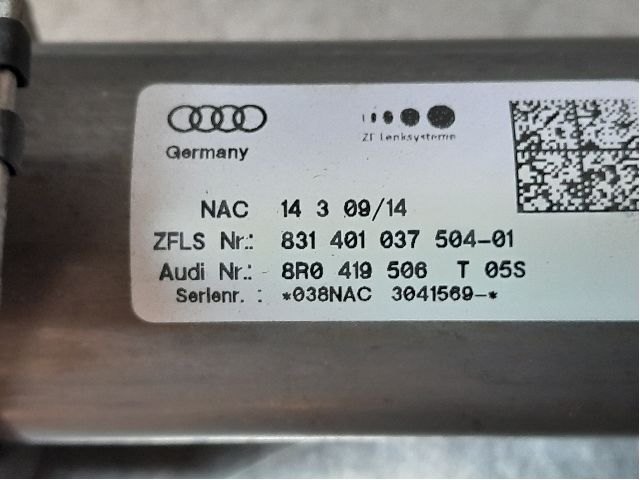 ZF Lenksysteme
Germany
NAC 14 3 09/14
ZFLS Nr.: 831 401 037 504-01
Audi Nr.: 8R0 419 506 T 05S
Serienr. : *038NAC 3041569-*